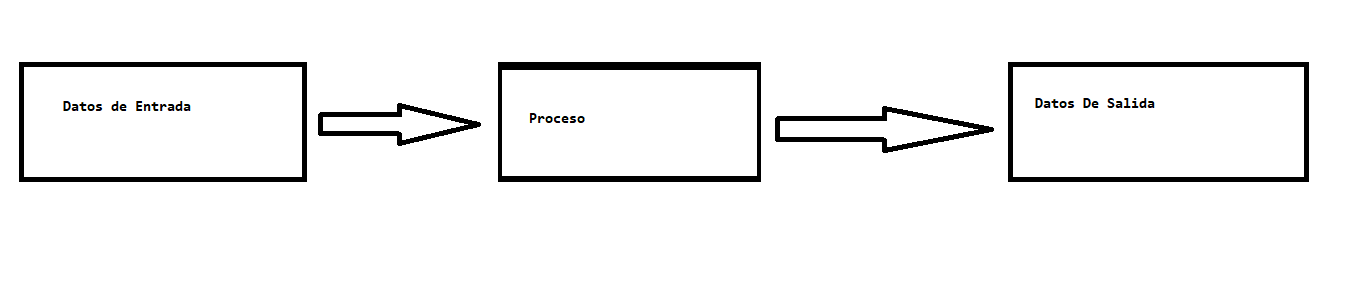 Datos de Entrada
Proceso
Datos De Salida